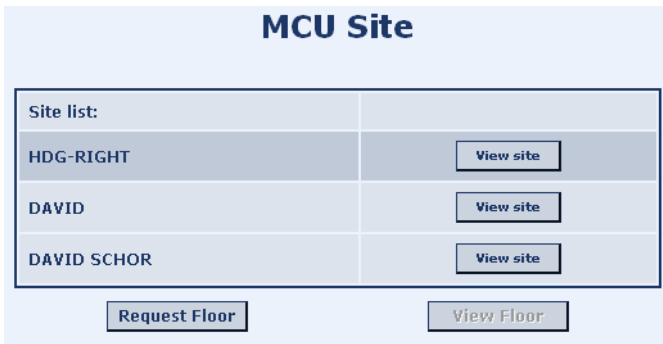 MCU Site
Site list:
HDG-RIGHT View site
DAVID View site
DAVID SCHOR View site
Request Floor View Floor